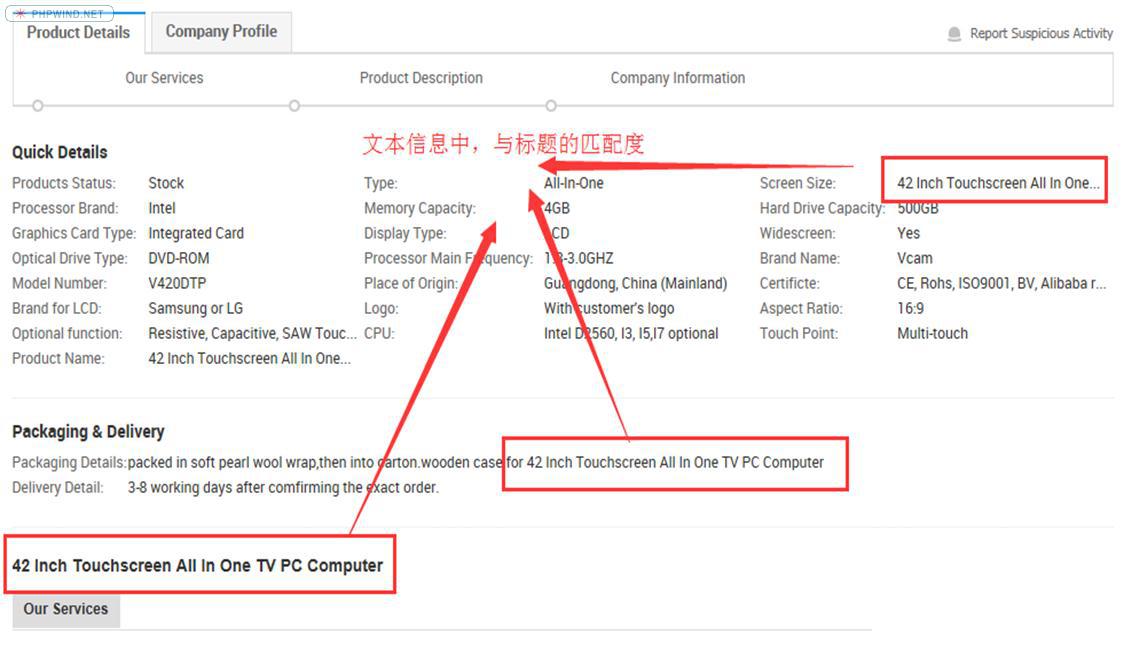 PHPWIND.NET
Product Details Company Profile Report Suspicious Activity
Our Services Product Description Company Information
文本信息中，与标题的匹配度
Quick Details
Products Status: Stock Type: All-In-One Screen Size: 42 Inch Touchscreen All In One...
Processor Brand: Intel Memory Capacity: 4GB Hard Drive Capacity: 500GB
Graphics Card Type: Integrated Card Display Type: CD Widescreen: Yes
Optical Drive Type: DVD-ROM Processor Main Frequency: 1.8-3.0GHZ Brand Name: Vcam
Model Number: V420DTP Place of Origin: Guangdong, China (Mainland) Certificte: CE, Rohs, ISO9001, BV, Alibaba r...
Brand for LCD: Samsung or LG Logo: With customer's logo Aspect Ratio: 16:9
Optional function: Resistive, Capacitive, SAW Touc... CPU: Intel D2560, I3, I5,I7 optional Touch Point: Multi-touch
Product Name: 42 Inch Touchscreen All In One...
Packaging & Delivery
Packaging Details:packed in soft pearl wool wrap,then into carton.wooden case for 42 Inch Touchscreen All In One TV PC Computer
Delivery Detail: 3-8 working days after comfirming the exact order.
42 Inch Touchscreen All In One TV PC Computer
Our Services